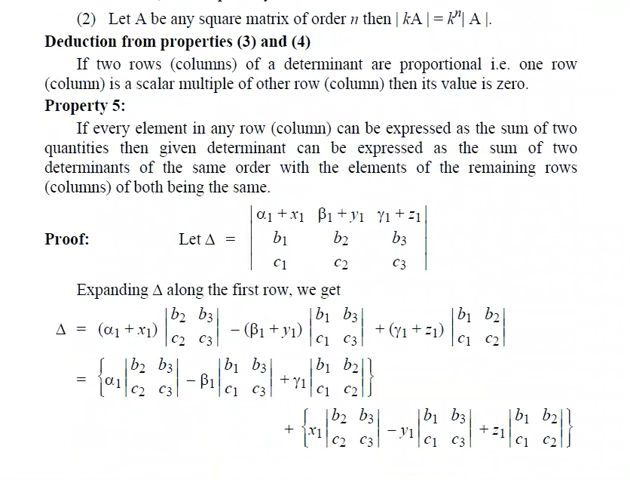 (2) Let A be any square matrix of order n then | kA | = kⁿ| A |.
Deduction from properties (3) and (4)
If two rows (columns) of a determinant are proportional i.e. one row
(column) is a scalar multiple of other row (column) then its value is zero.
Property 5:
If every element in any row (column) can be expressed as the sum of two
quantities then given determinant can be expressed as the sum of two
determinants of the same order with the elements of the remaining rows
(columns) of both being the same.
| α₁ + x₁ β₁ + y₁ γ₁ + z₁ |
Proof: Let Δ = | b₁ b₂ b₃ |
| c₁ c₂ c₃ |
Expanding Δ along the first row, we get
Δ = (α₁ + x₁) | b₂ b₃ ; c₂ c₃ | − (β₁ + y₁) | b₁ b₃ ; c₁ c₃ | + (γ₁ + z₁) | b₁ b₂ ; c₁ c₂ |
= { α₁ | b₂ b₃ ; c₂ c₃ | − β₁ | b₁ b₃ ; c₁ c₃ | + γ₁ | b₁ b₂ ; c₁ c₂ | }
+ { x₁ | b₂ b₃ ; c₂ c₃ | − y₁ | b₁ b₃ ; c₁ c₃ | + z₁ | b₁ b₂ ; c₁ c₂ | }